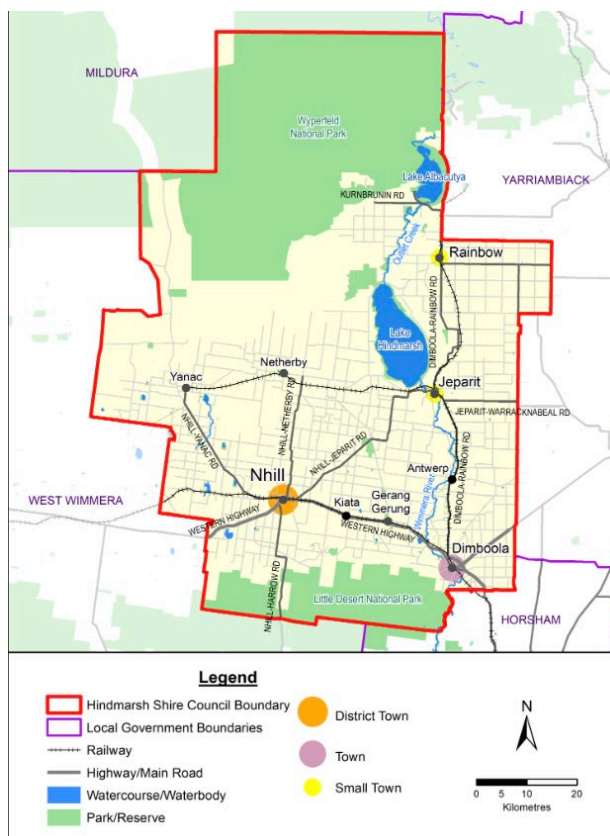 MILDURA
Wyperfeld
National Park
Lake Albacutya
YARRIAMBIACK
KURNBRUNIN RD
Outlet Creek
Rainbow
DIMBOOLA-RAINBOW RD
Lake
Hindmarsh
Netherby
Yanac
Jeparit
JEPARIT-WARRACKNABEAL RD
NHILL-NETHERBY RD
NHILL-YANAC RD
NHILL-JEPARIT RD
Antwerp
DIMBOOLA-RAINBOW RD
Nhill
Wimmera River
WEST WIMMERA
Kiata
Gerang
Gerung
WESTERN HIGHWAY
WESTERN HIGHWAY
Dimboola
NHILL-HARROW RD
Little Desert National Park
HORSHAM
Legend
Hindmarsh Shire Council Boundary
Local Government Boundaries
Railway
Highway/Main Road
Watercourse/Waterbody
Park/Reserve
District Town
Town
Small Town
N
0 10 20
Kilometres